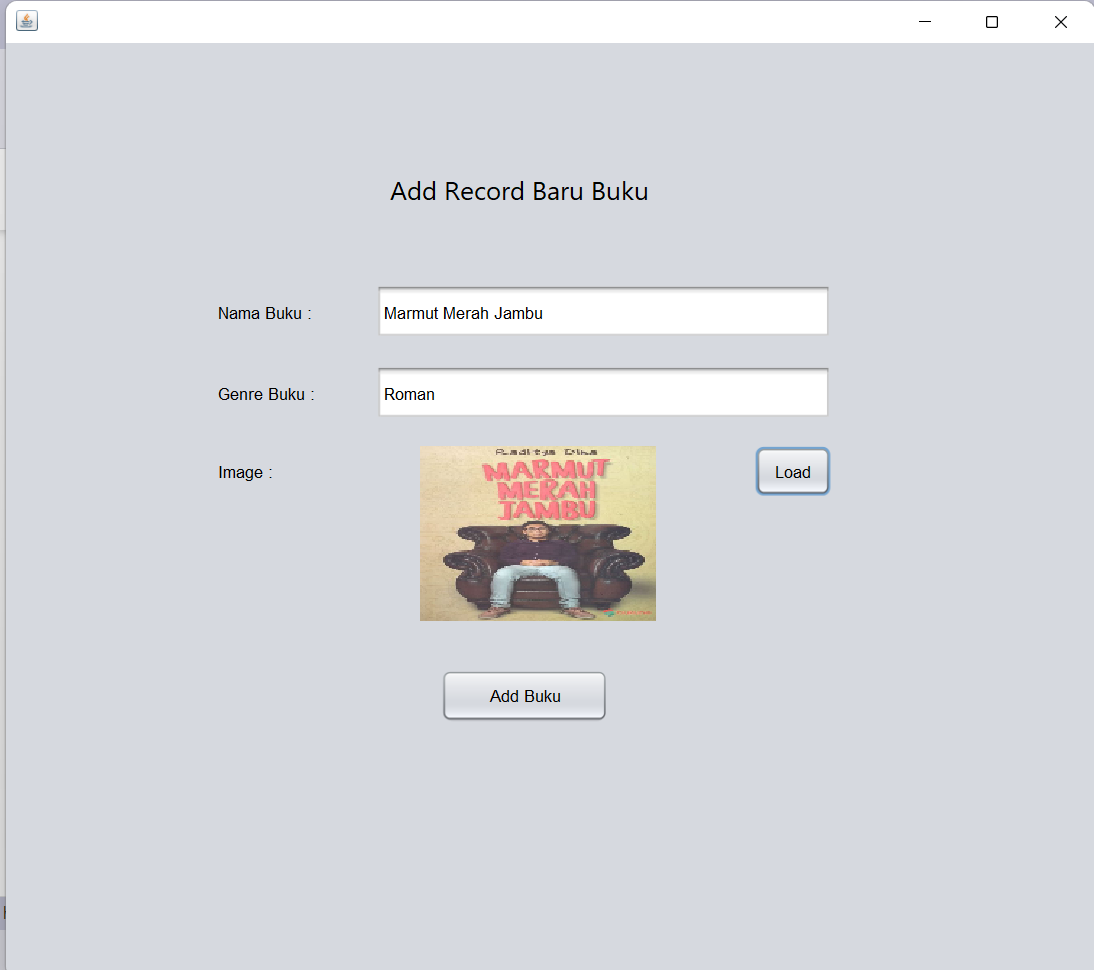 Add Record Baru Buku
Nama Buku :
Marmut Merah Jambu
Genre Buku :
Roman
Image :
Raditya Dika
MARMUT
MERAH
JAMBU
Load
Add Buku